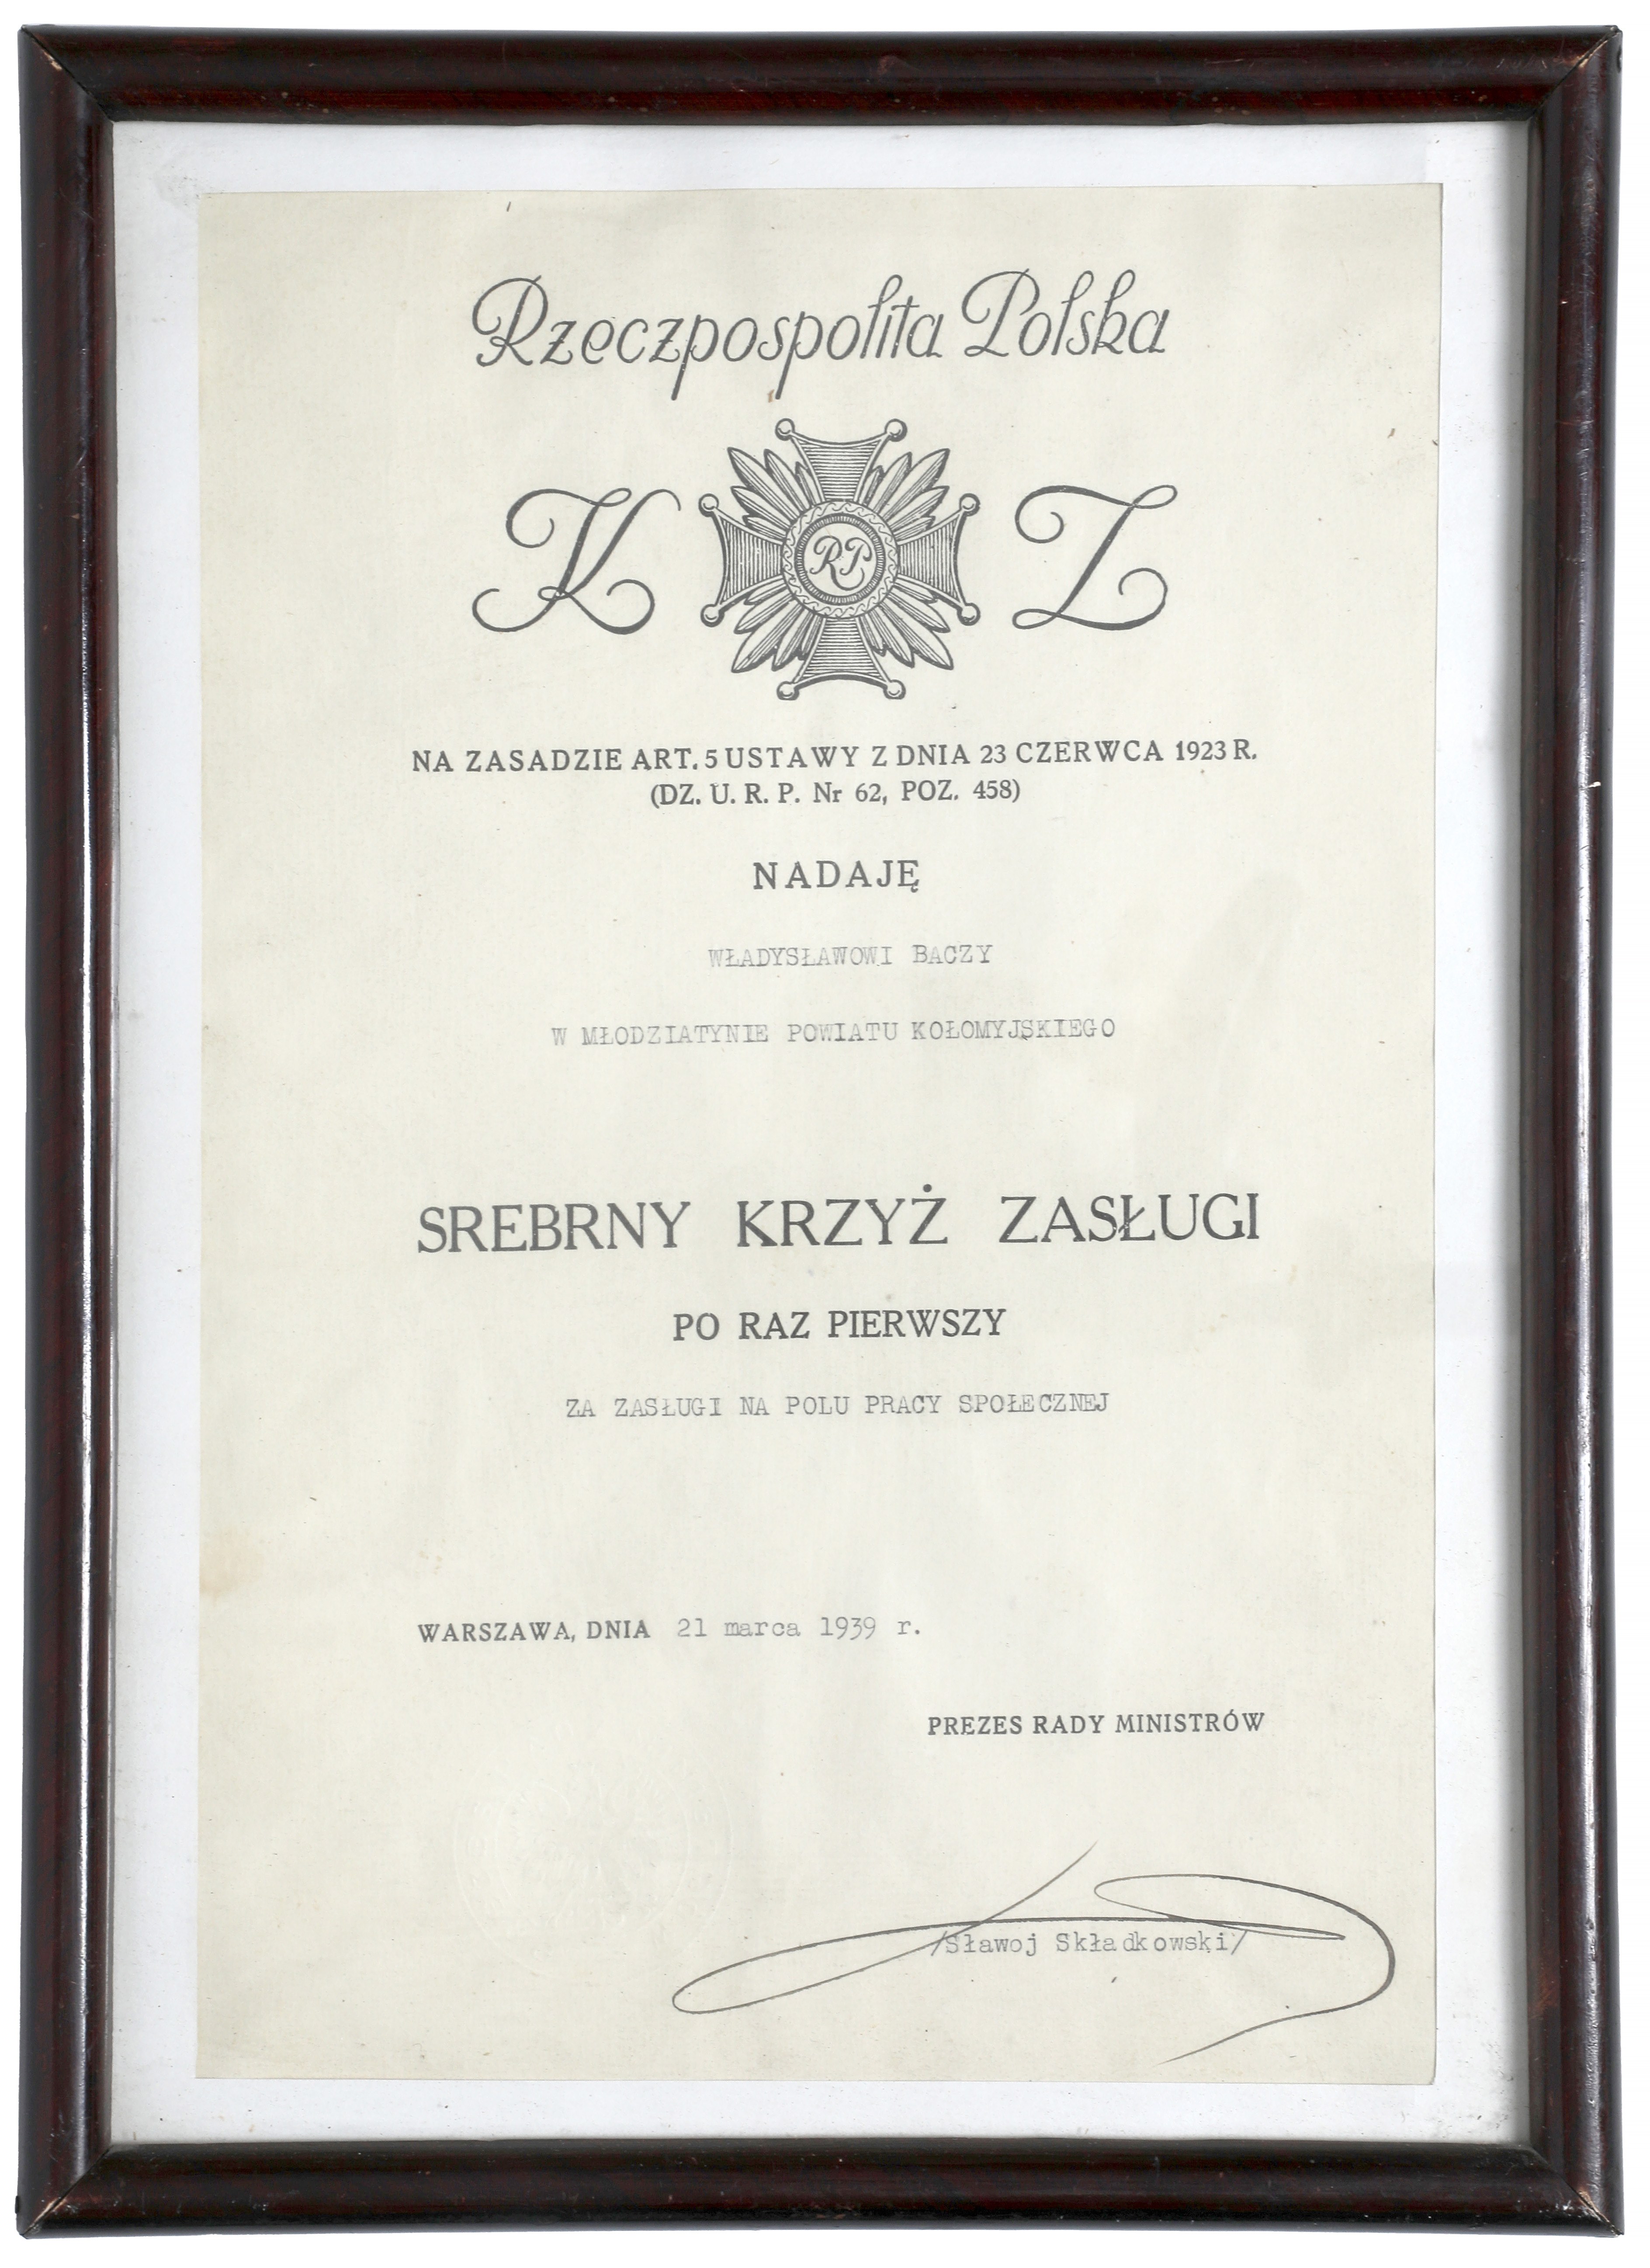 Rzeczpospolita Polska
K RP Z
NA ZASADZIE ART. 5 USTAWY Z DNIA 23 CZERWCA 1923 R.
(DZ. U. R. P. Nr 62, POZ. 458)
NADAJĘ
WŁADYSŁAWOWI BACZY
W MŁODZIATYNIE POWIATU KOŁOMYJSKIEGO
SREBRNY KRZYŻ ZASŁUGI
PO RAZ PIERWSZY
ZA ZASŁUGI NA POLU PRACY SPOŁECZNEJ
WARSZAWA, DNIA 21 marca 1939 r.
PREZES RADY MINISTRÓW
/Sławoj Składkowski/